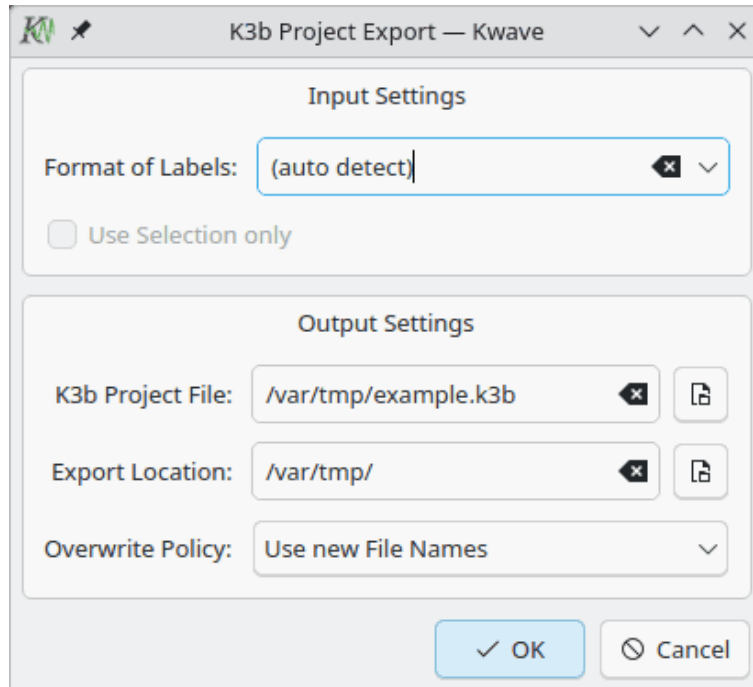 K3b Project Export — Kwave
Input Settings
Format of Labels: (auto detect)
Use Selection only
Output Settings
K3b Project File: /var/tmp/example.k3b
Export Location: /var/tmp/
Overwrite Policy: Use new File Names
OK Cancel